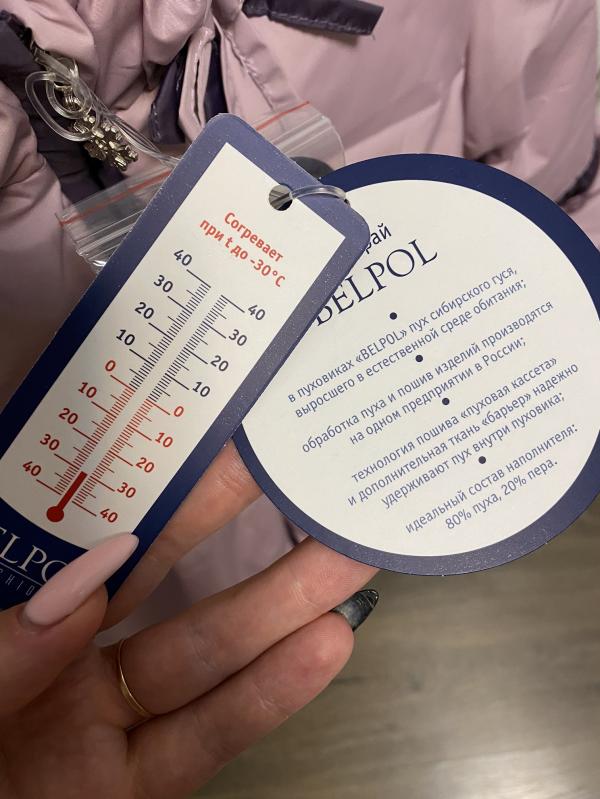 Согревает
при t до -30°C
40
30
20
10
0
10
20
30
40
40
30
20
10
0
10
20
30
40
BELPOL
в пуховиках «BELPOL» пух сибирского гуся,
выросшего в естественной среде обитания;
обработка пуха и пошив изделий производятся
на одном предприятии в России;
технология пошива «пуховая кассета»
и дополнительная ткань «барьер» надежно
удерживают пух внутри пуховика;
идеальный состав наполнителя:
80% пуха, 20% пера.